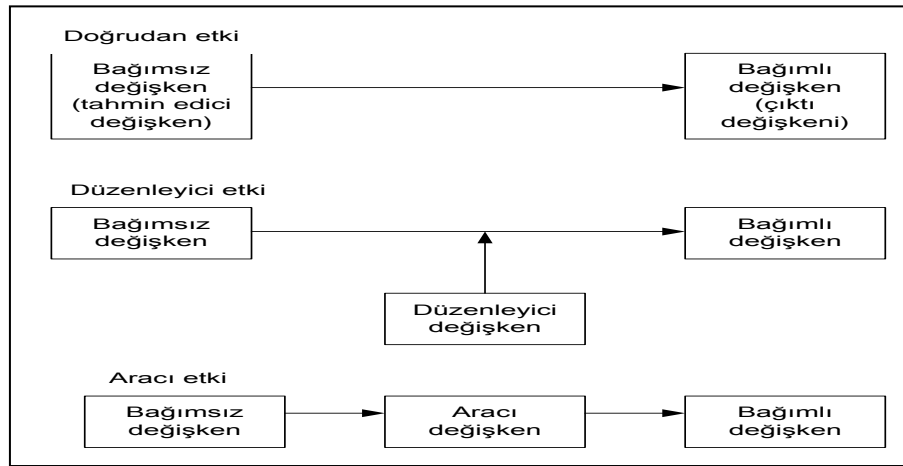 Doğrudan etki
Bağımsız
değişken
(tahmin edici
değişken)
Bağımlı
değişken
(çıktı
değişkeni)
Düzenleyici etki
Bağımsız
değişken
Bağımlı
değişken
Düzenleyici
değişken
Aracı etki
Bağımsız
değişken
Aracı
değişken
Bağımlı
değişken